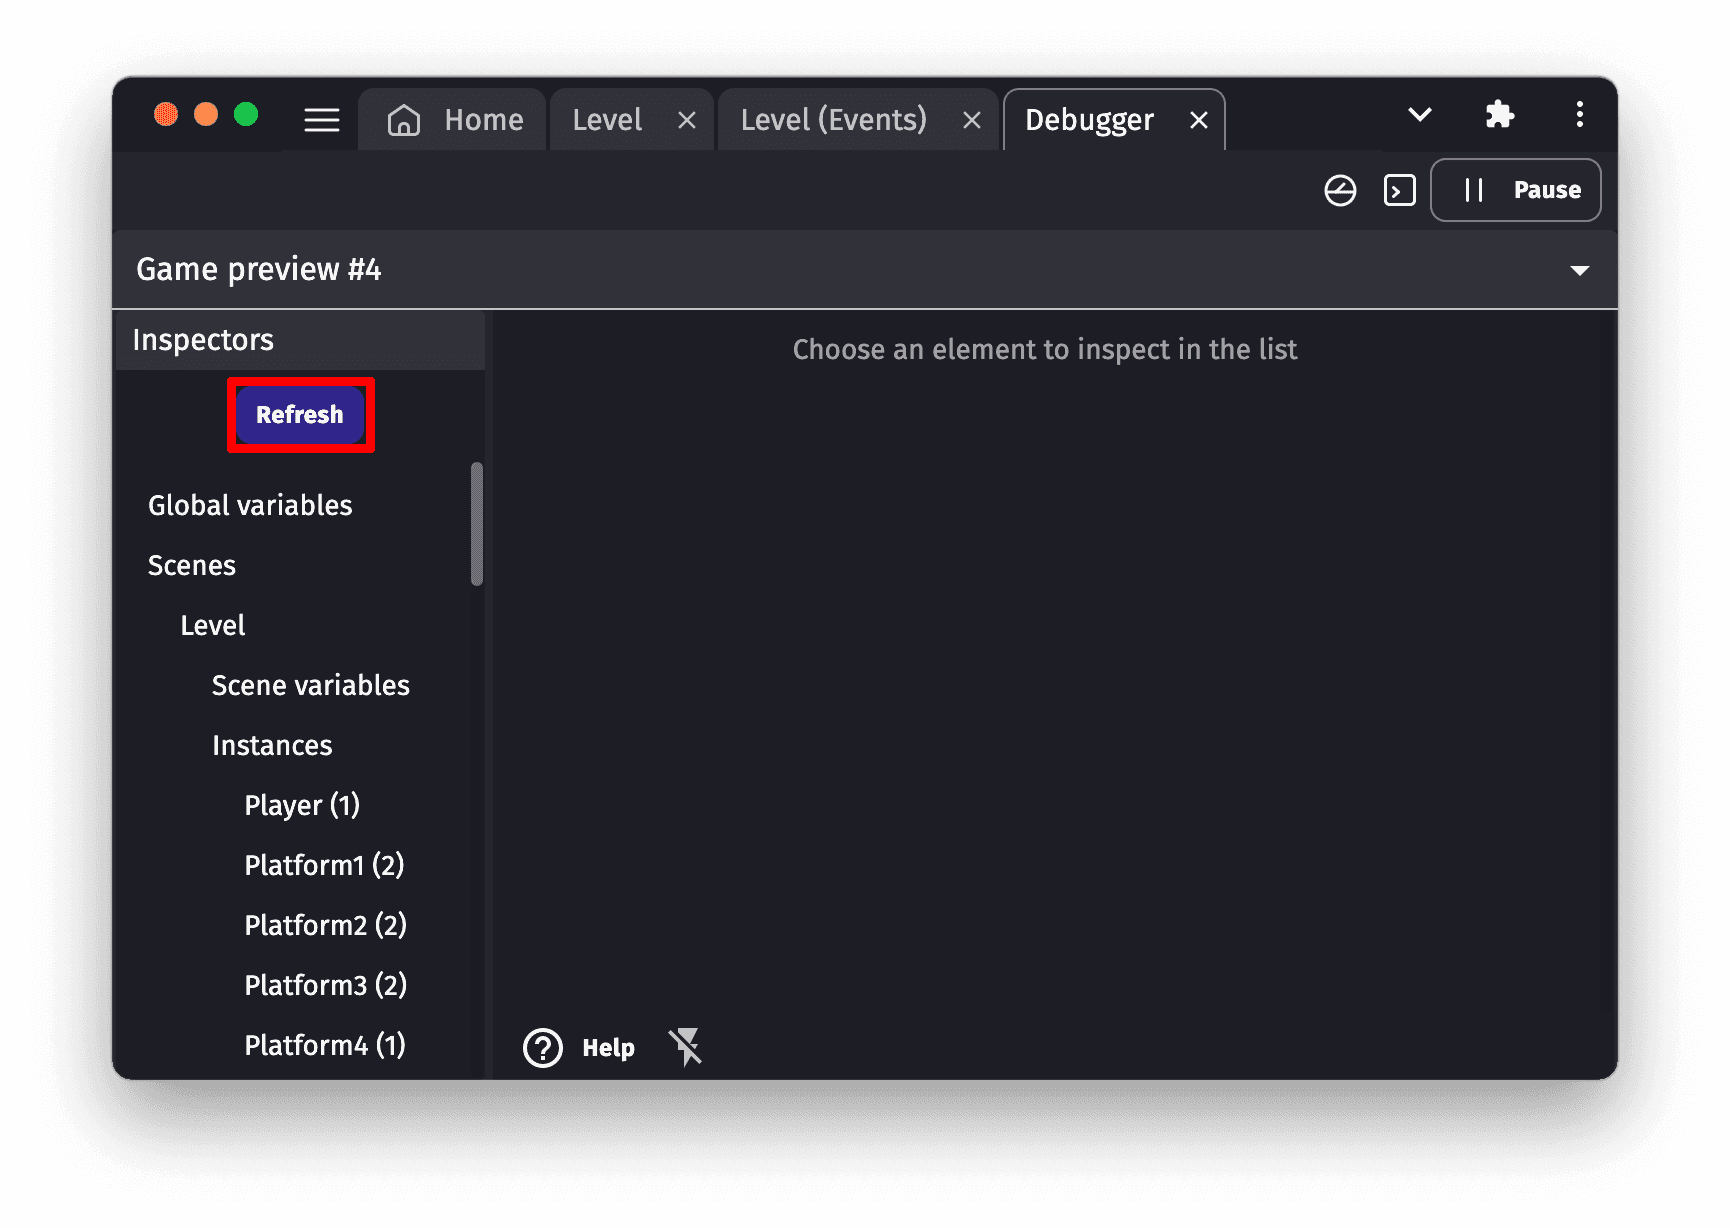 Home Level Level (Events) Debugger
Pause
Game preview #4
Inspectors
Choose an element to inspect in the list
Refresh
Global variables
Scenes
Level
Scene variables
Instances
Player (1)
Platform1 (2)
Platform2 (2)
Platform3 (2)
Platform4 (1)
Help